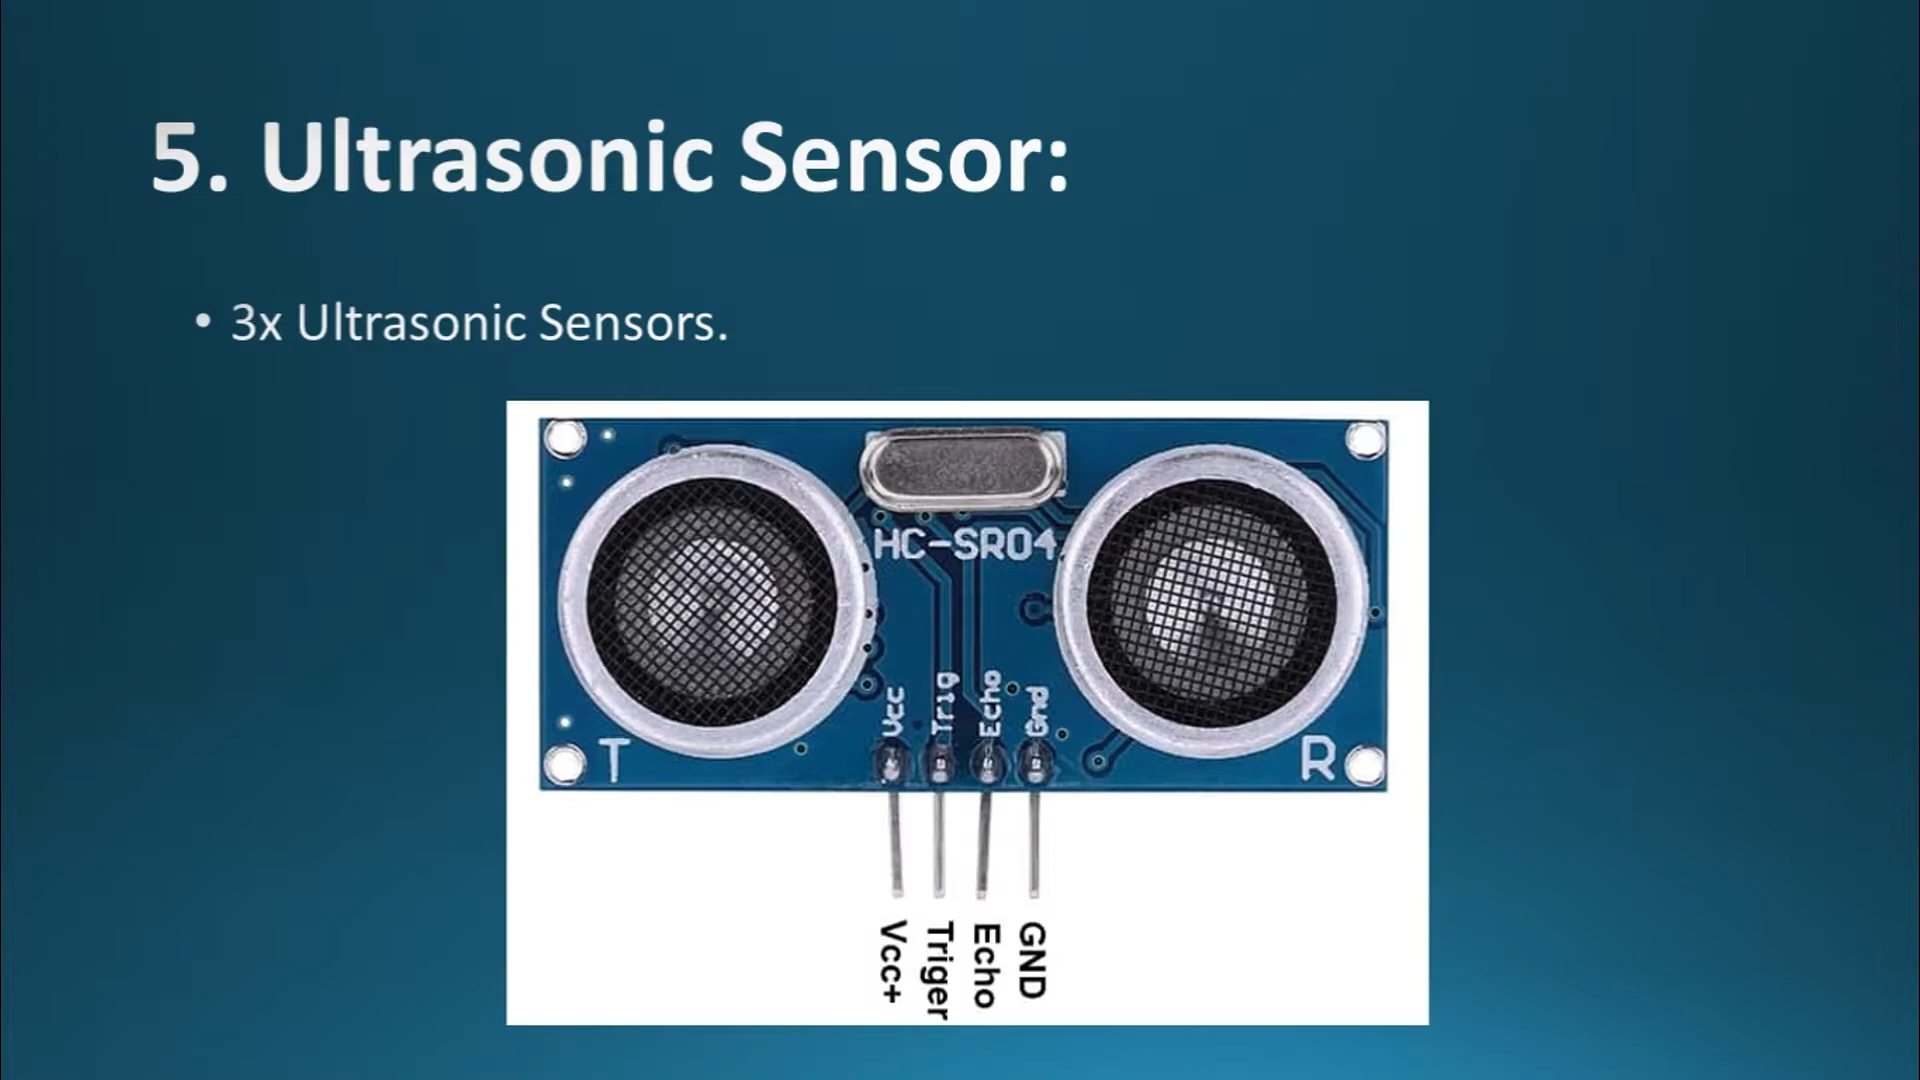 5. Ultrasonic Sensor:
• 3x Ultrasonic Sensors.
HC-SR04
Vcc
Trig
Echo
Gnd
T
R
Vcc+
Triger
Echo
GND